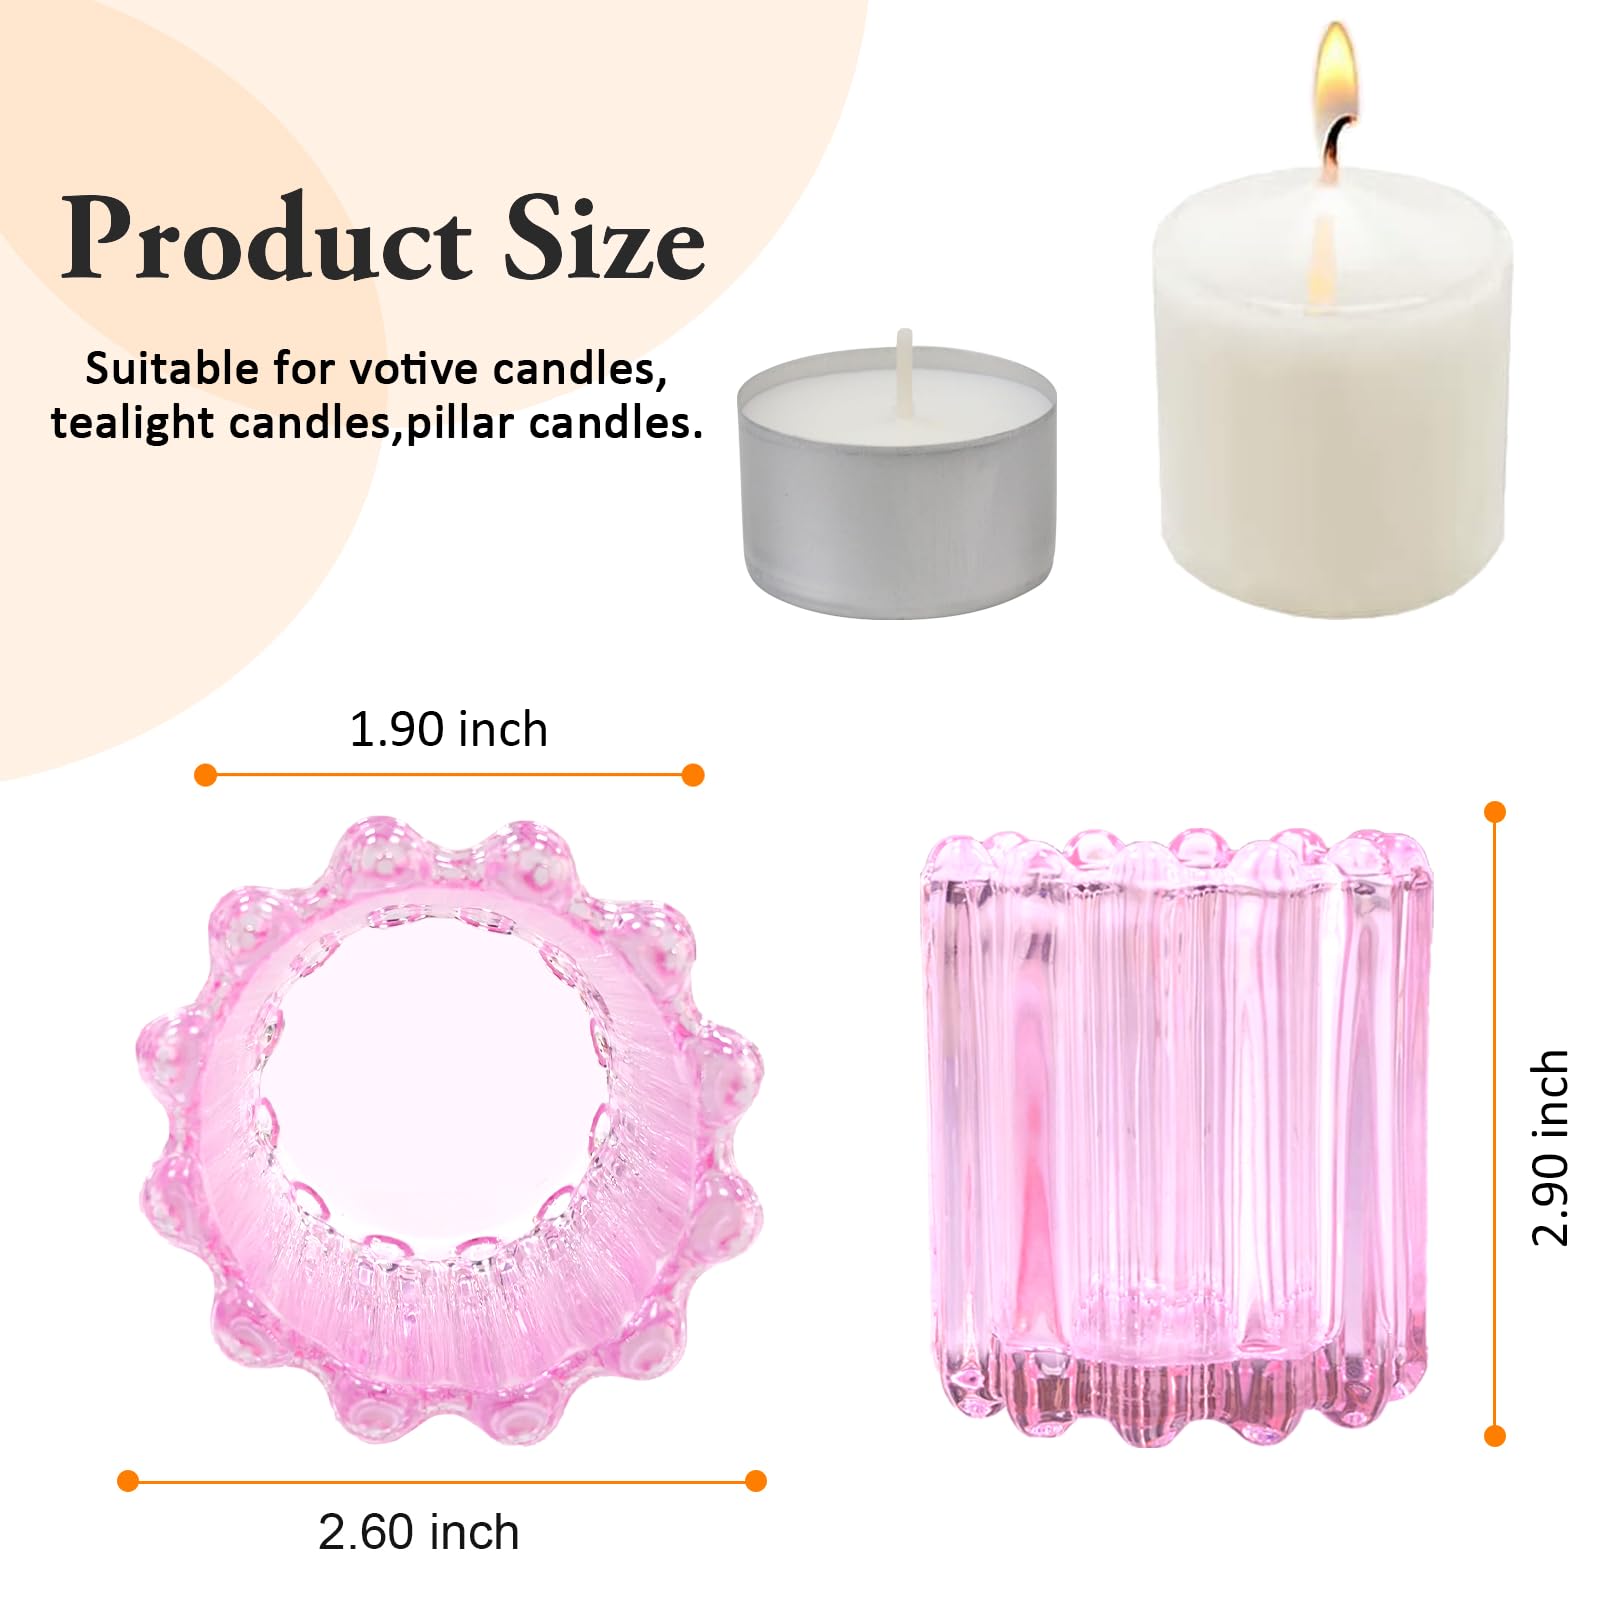 Product Size
Suitable for votive candles,
tealight candles,pillar candles.
1.90 inch
2.90 inch
2.60 inch